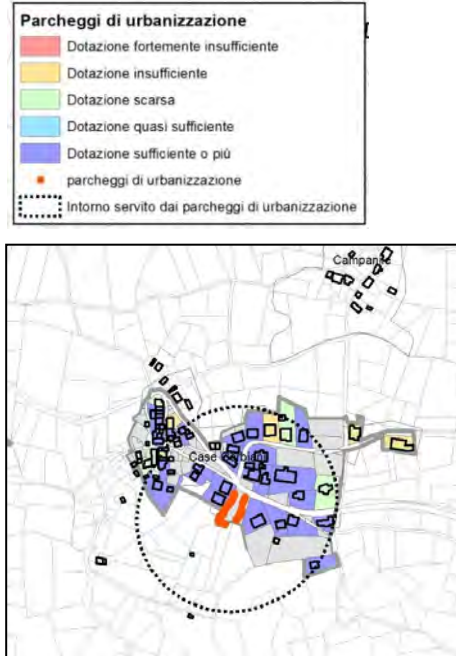 Parcheggi di urbanizzazione
Dotazione fortemente insufficiente
Dotazione insufficiente
Dotazione scarsa
Dotazione quasi sufficiente
Dotazione sufficiente o più
parcheggi di urbanizzazione
Intorno servito dai parcheggi di urbanizzazione
Case